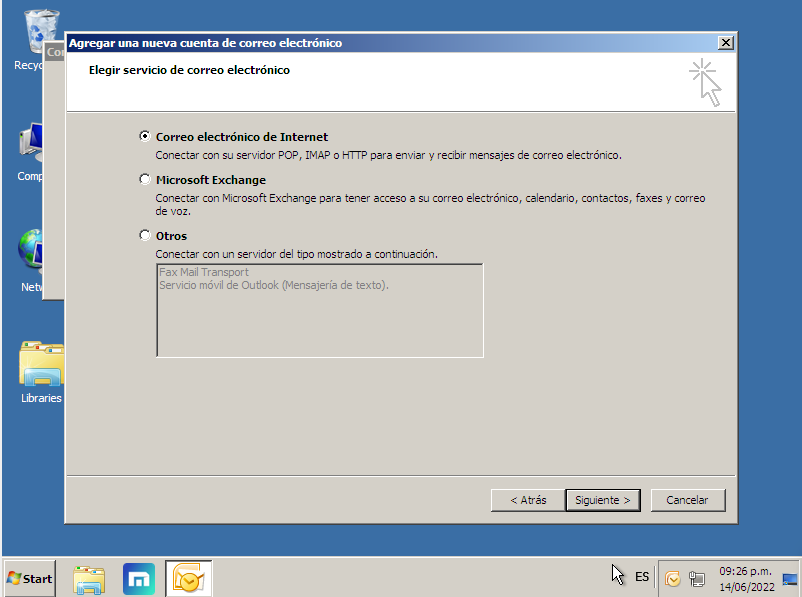 Recyc
Co
Agregar una nueva cuenta de correo electrónico
Elegir servicio de correo electrónico
Comp
Netw
Libraries
Correo electrónico de Internet
Conectar con su servidor POP, IMAP o HTTP para enviar y recibir mensajes de correo electrónico.
Microsoft Exchange
Conectar con Microsoft Exchange para tener acceso a su correo electrónico, calendario, contactos, faxes y correo
de voz.
Otros
Conectar con un servidor del tipo mostrado a continuación.
Fax Mail Transport
Servicio móvil de Outlook (Mensajería de texto).
< Atrás
Siguiente >
Cancelar
Start
ES
09:26 p.m.
14/06/2022